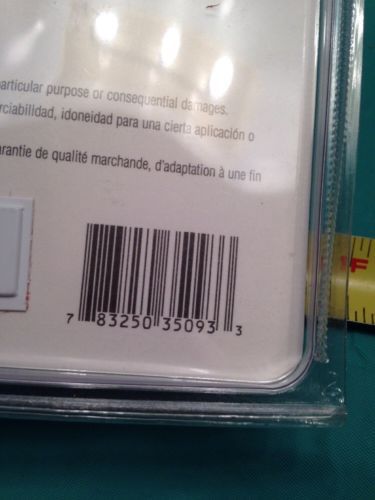 particular purpose or consequential damages.
rciabilidad, idoneidad para una cierta aplicación o
arantie de qualité marchande, d'adaptation à une fin
7 83250 35093 3
1F